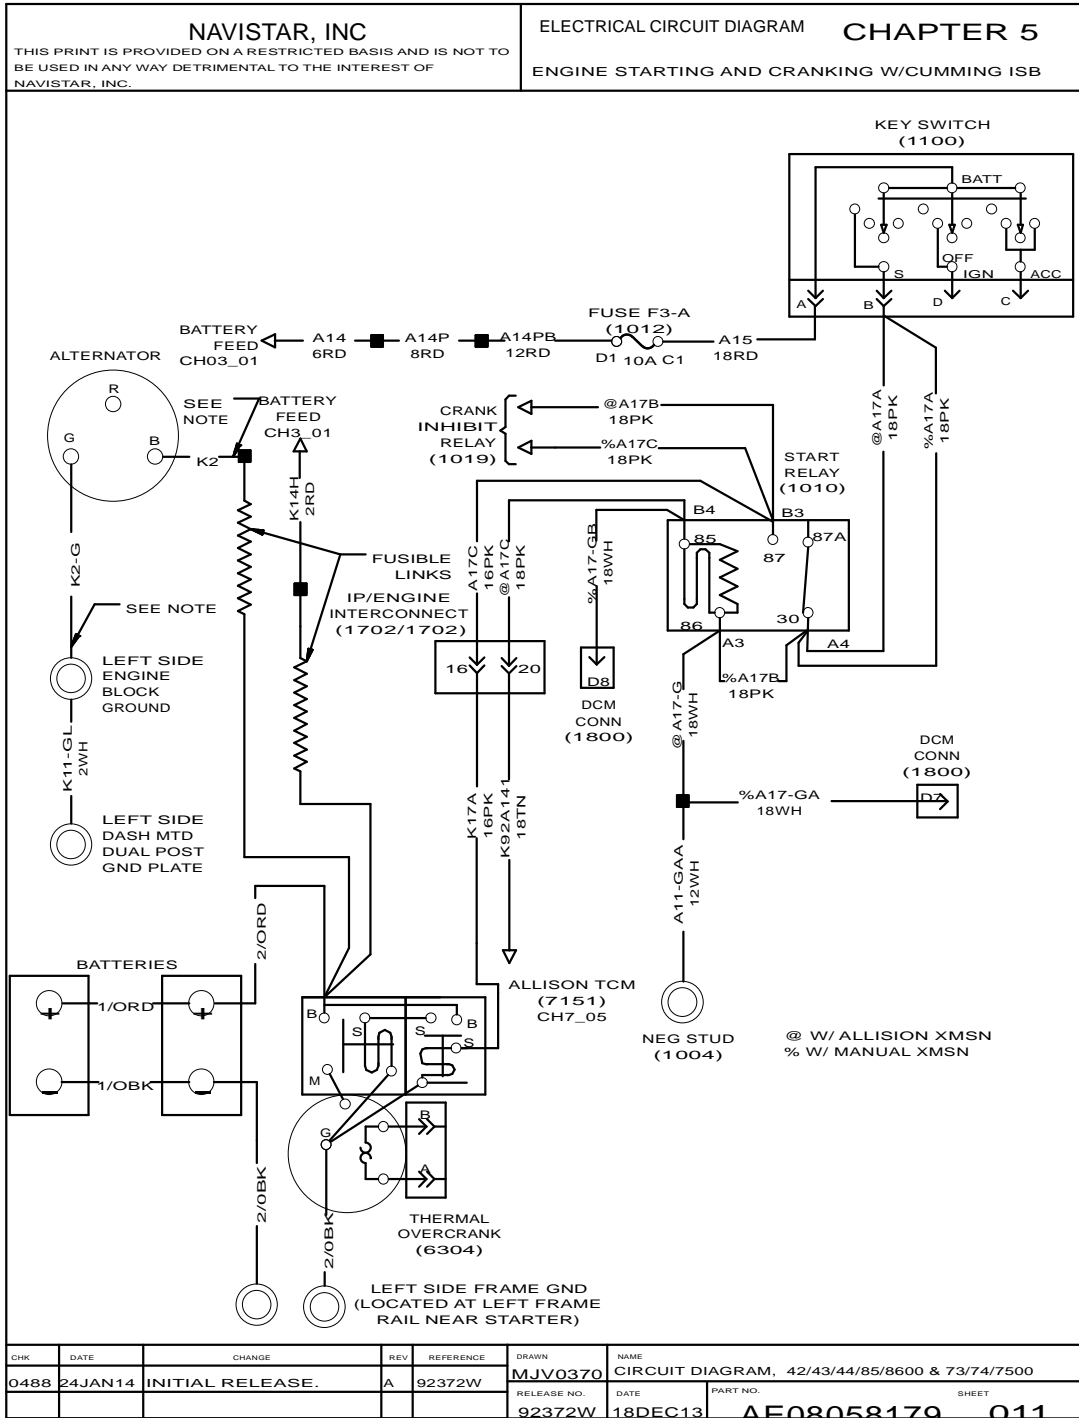 NAVISTAR, INC
THIS PRINT IS PROVIDED ON A RESTRICTED BASIS AND IS NOT TO
BE USED IN ANY WAY DETRIMENTAL TO THE INTEREST OF
NAVISTAR, INC.
ELECTRICAL CIRCUIT DIAGRAM
CHAPTER 5
ENGINE STARTING AND CRANKING W/CUMMING ISB
KEY SWITCH
(1100)
BATT
OFF
S
IGN
ACC
A
B
D
C
BATTERY
FEED
CH03_01
A14
6RD
A14P
8RD
A14PB
12RD
FUSE F3-A
(1012)
D1
10A
C1
A15
18RD
@A17A
18PK
%A17A
18PK
ALTERNATOR
R
G
B
SEE
NOTE
K2
BATTERY
FEED
CH3_01
K14H
2RD
CRANK
INHIBIT
RELAY
(1019)
@A17B
18PK
%A17C
18PK
START
RELAY
(1010)
B4
B3
85
87
87A
86
30
A3
A4
K2-G
SEE NOTE
FUSIBLE
LINKS
IP/ENGINE
INTERCONNECT
(1702/1702)
A17C
16PK
@A17C
18PK
%A17-GB
18WH
16
20
D8
DCM
CONN
(1800)
%A17B
18PK
@A17-G
18WH
LEFT SIDE
ENGINE
BLOCK
GROUND
K11-GL
2WH
LEFT SIDE
DASH MTD
DUAL POST
GND PLATE
K17A
16PK
K92A141
18TN
DCM
CONN
(1800)
D7
%A17-GA
18WH
A11-GAA
12WH
2/ORD
BATTERIES
1/ORD
1/OBK
+
+
-
-
ALLISON TCM
(7151)
CH7_05
NEG STUD
(1004)
@ W/ ALLISION XMSN
% W/ MANUAL XMSN
B
S
S
B
S
M
G
B
A
2/0BK
2/0BK
THERMAL
OVERCRANK
(6304)
LEFT SIDE FRAME GND
(LOCATED AT LEFT FRAME
RAIL NEAR STARTER)
CHK
DATE
CHANGE
REV
REFERENCE
0488
24JAN14
INITIAL RELEASE.
A
92372W
DRAWN
MJV0370
NAME
CIRCUIT DIAGRAM, 42/43/44/85/8600 & 73/74/7500
RELEASE NO.
92372W
DATE
18DEC13
PART NO.
AE08058179
SHEET
011